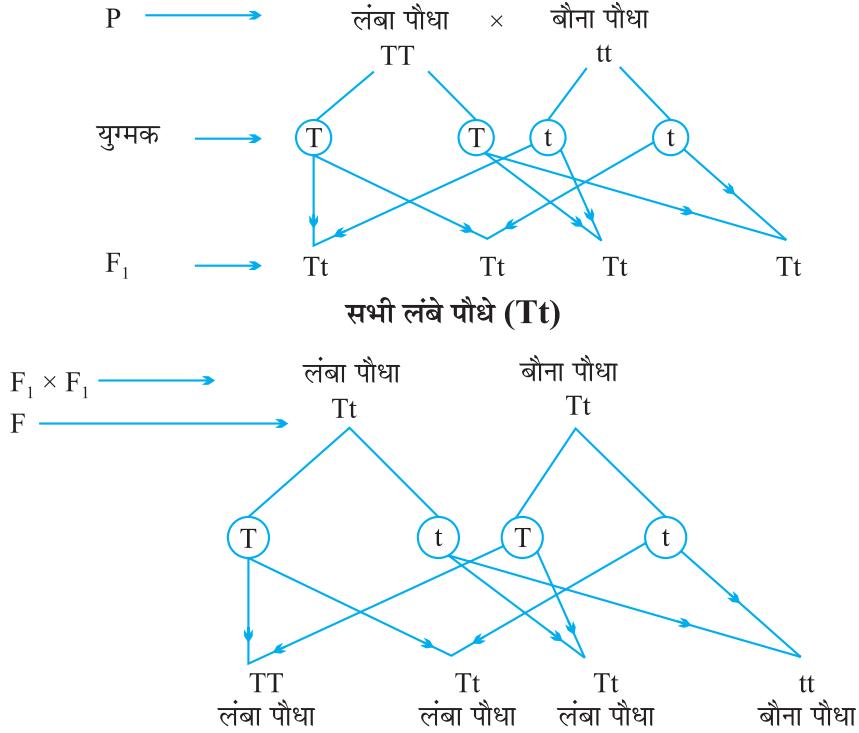 P लंबा पौधा × बौना पौधा
TT tt
युग्मक T T t t
F₁ Tt Tt Tt Tt
सभी लंबे पौधे (Tt)
F₁ × F₁ लंबा पौधा बौना पौधा
Tt Tt
F
T t T t
TT Tt Tt tt
लंबा पौधा लंबा पौधा लंबा पौधा बौना पौधा